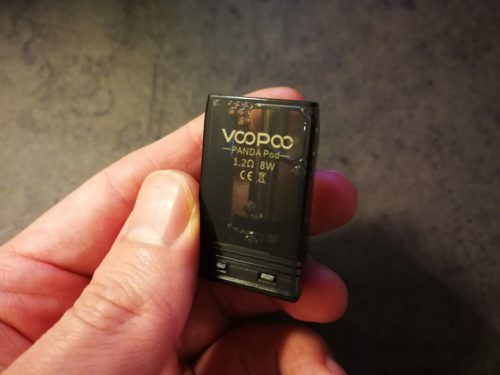 VOOPOO
PANDA Pod
1.2Ω 8W
CE